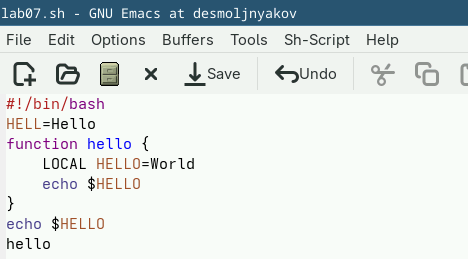 lab07.sh - GNU Emacs at desmoljnyakov
File Edit Options Buffers Tools Sh-Script Help
Save Undo
#!/bin/bash
HELL=Hello
function hello {
    LOCAL HELLO=World
    echo $HELLO
}
echo $HELLO
hello